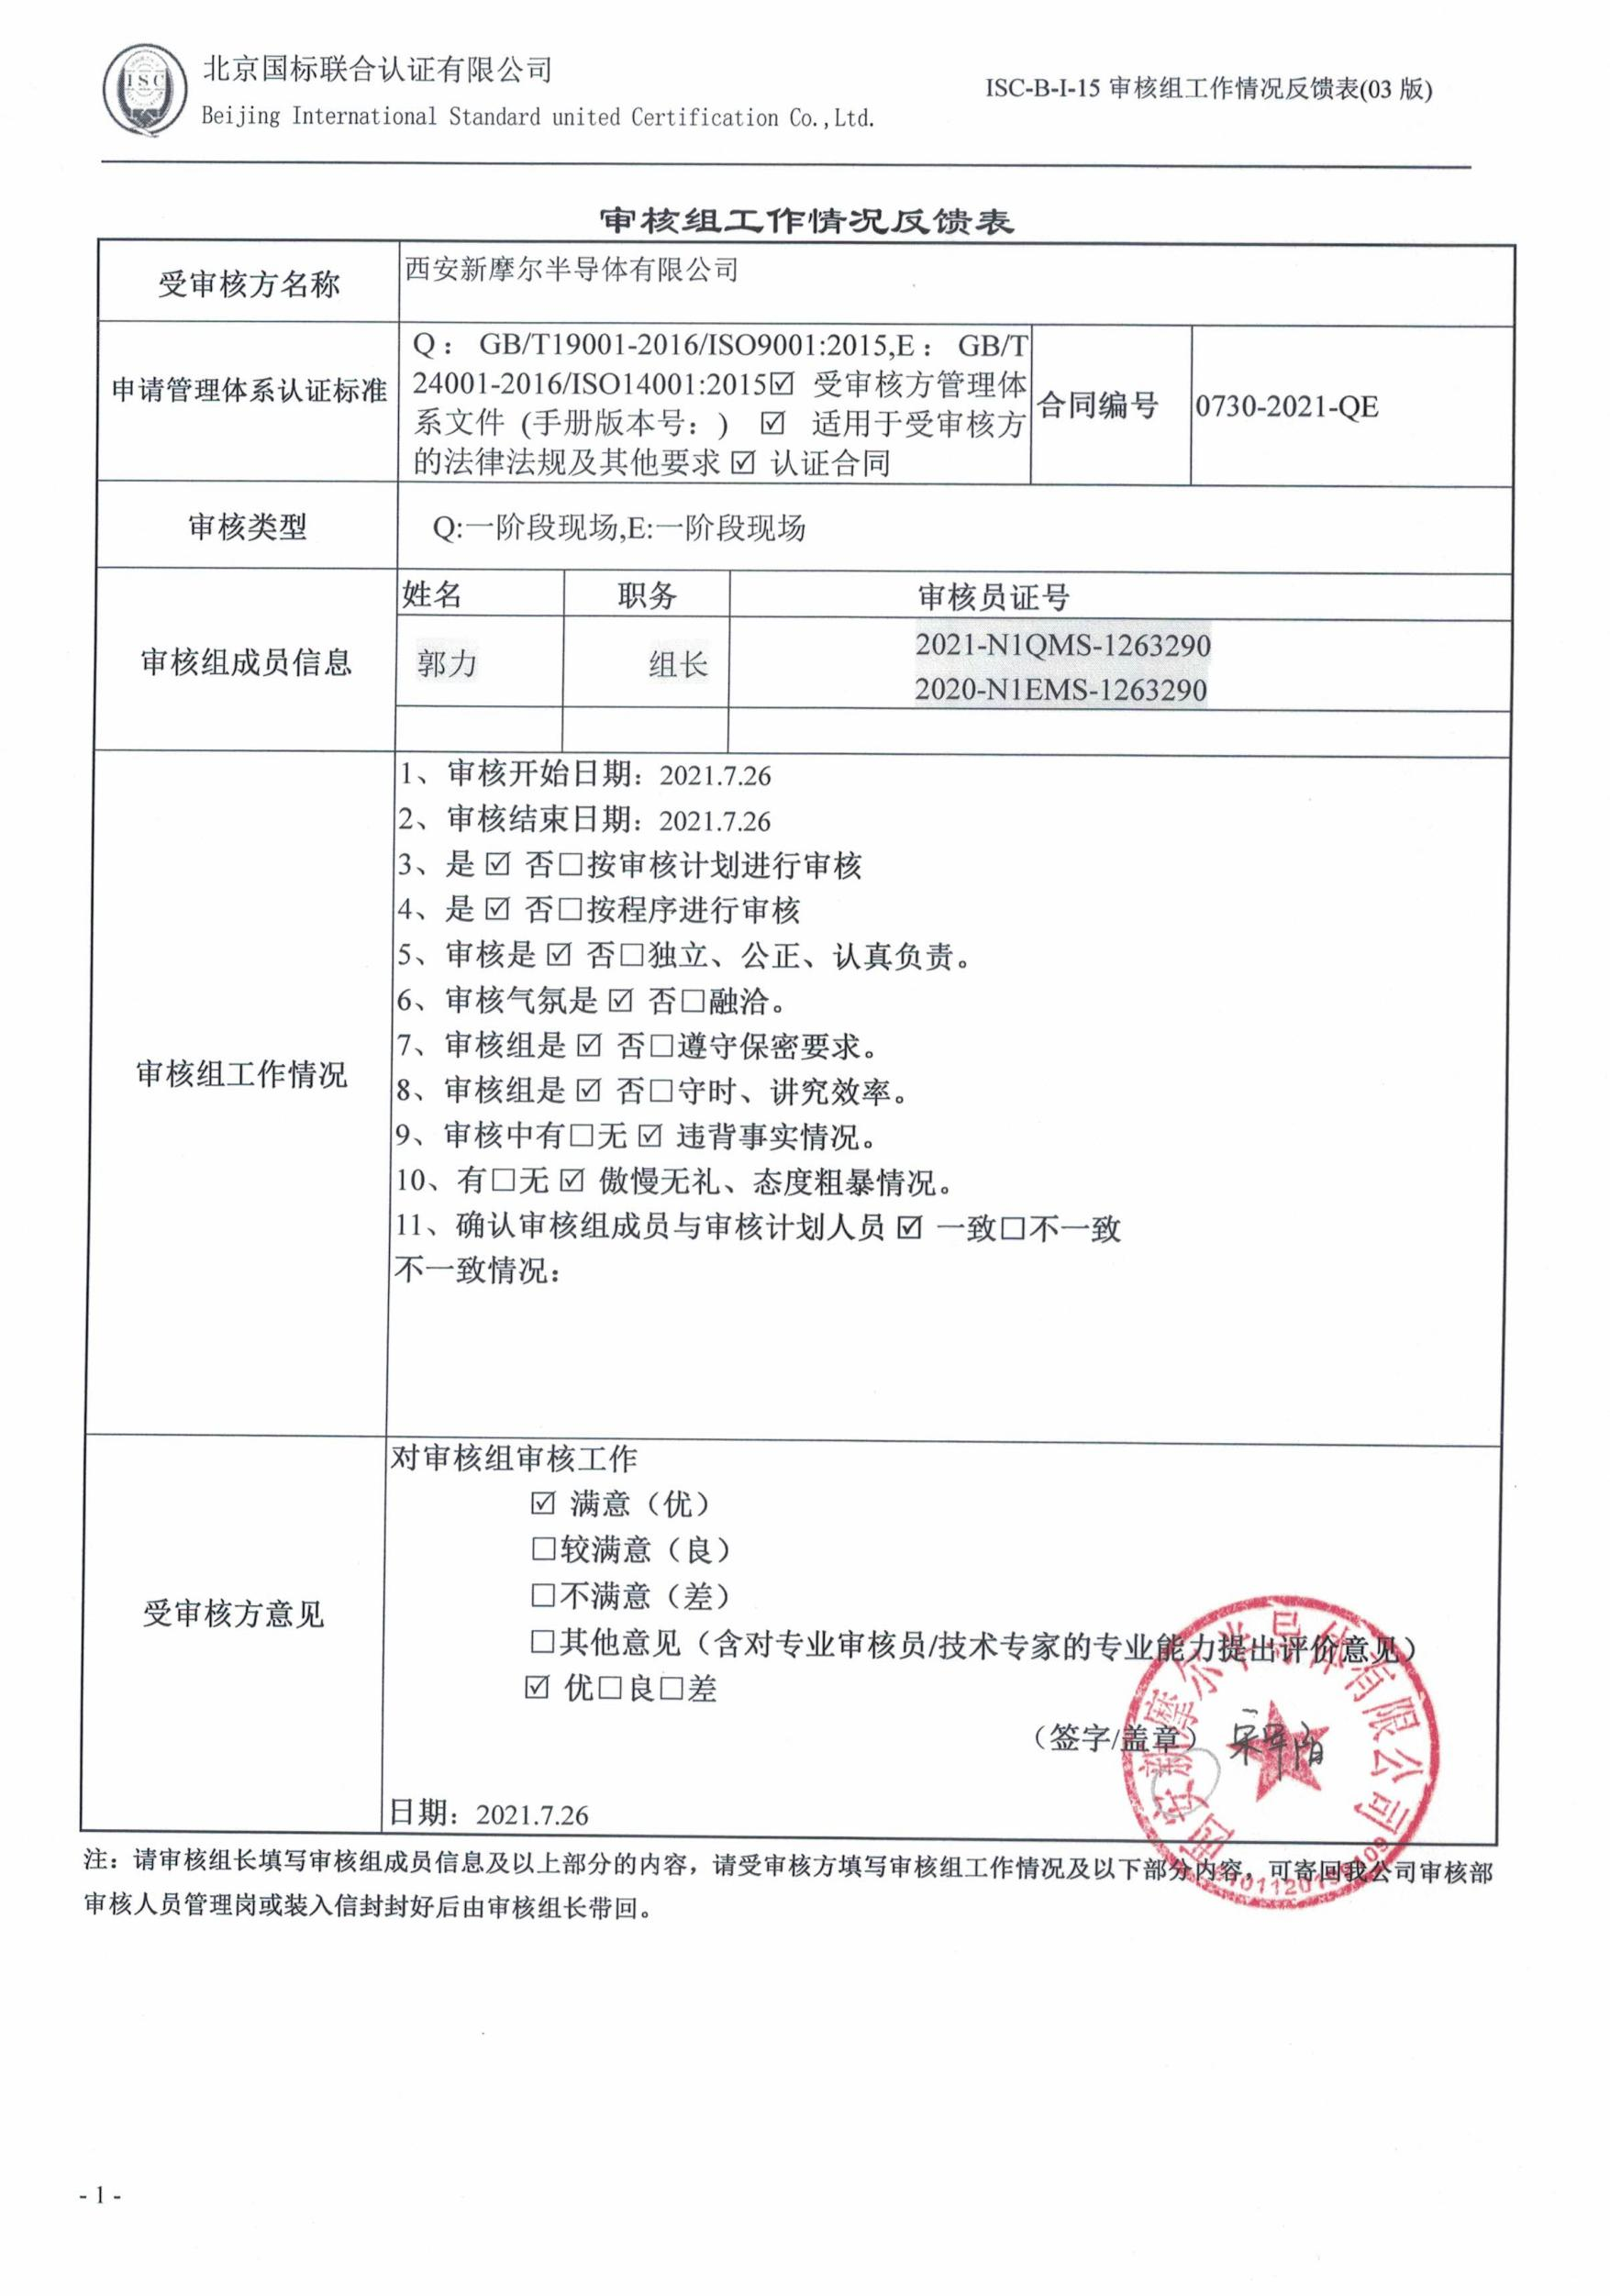 ISC
北京国标联合认证有限公司
Beijing International Standard united Certification Co.,Ltd.
ISC-B-I-15 审核组工作情况反馈表(03 版)
审核组工作情况反馈表
受审核方名称
西安新摩尔半导体有限公司
申请管理体系认证标准
Q： GB/T19001-2016/ISO9001:2015,E： GB/T
24001-2016/ISO14001:2015☑ 受审核方管理体
系文件 (手册版本号：) ☑ 适用于受审核方
的法律法规及其他要求 ☑ 认证合同
合同编号
0730-2021-QE
审核类型
Q:一阶段现场,E:一阶段现场
审核组成员信息
姓名 职务 审核员证号
郭力 组长 2021-N1QMS-1263290
2020-N1EMS-1263290
审核组工作情况
1、审核开始日期：2021.7.26
2、审核结束日期：2021.7.26
3、是 ☑ 否□按审核计划进行审核
4、是 ☑ 否□按程序进行审核
5、审核是 ☑ 否□独立、公正、认真负责。
6、审核气氛是 ☑ 否□融洽。
7、审核组是 ☑ 否□遵守保密要求。
8、审核组是 ☑ 否□守时、讲究效率。
9、审核中有□无 ☑ 违背事实情况。
10、有□无 ☑ 傲慢无礼、态度粗暴情况。
11、确认审核组成员与审核计划人员 ☑ 一致□不一致
不一致情况：
受审核方意见
对审核组审核工作
☑ 满意（优）
□较满意（良）
□不满意（差）
□其他意见（含对专业审核员/技术专家的专业能力提出评价意见）
☑ 优□良□差
（签字/盖章）
西安新摩尔半导体有限公司
日期：2021.7.26
注：请审核组长填写审核组成员信息及以上部分的内容，请受审核方填写审核组工作情况及以下部分内容，可寄回我公司审核部
审核人员管理岗或装入信封封好后由审核组长带回。
- 1 -